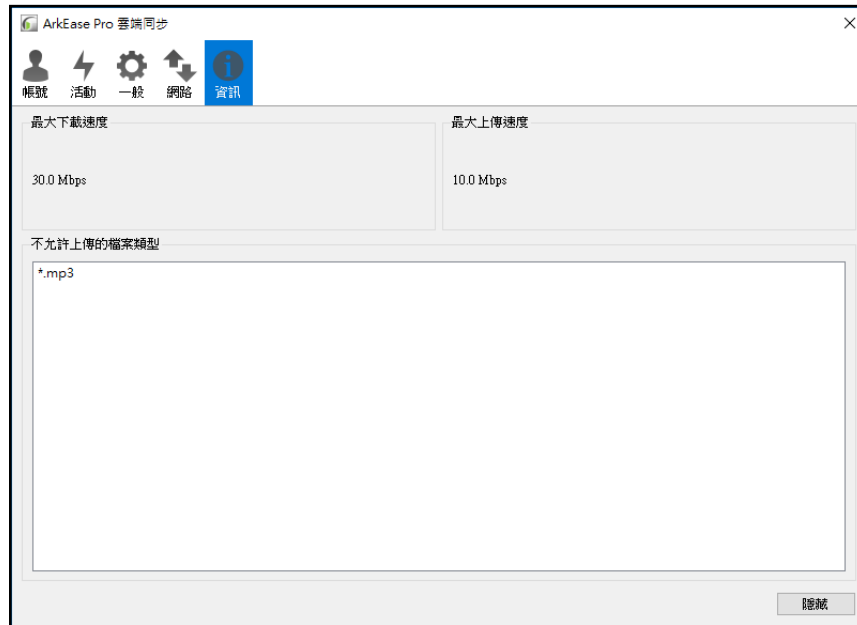 ArkEase Pro 雲端同步
帳號 活動 一般 網路 資訊
最大下載速度
最大上傳速度
30.0 Mbps
10.0 Mbps
不允許上傳的檔案類型
*.mp3
隱藏